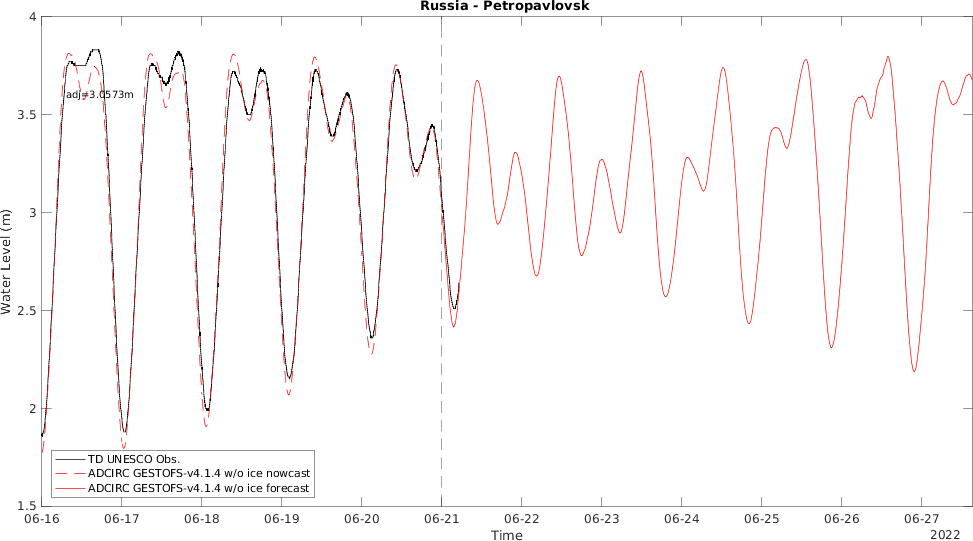 Russia - Petropavlovsk
4
3.5
3
2.5
2
1.5
Water Level (m)
adj=3.0573m
TD UNESCO Obs.
ADCIRC GESTOFS-v4.1.4 w/o ice nowcast
ADCIRC GESTOFS-v4.1.4 w/o ice forecast
06-16 06-17 06-18 06-19 06-20 06-21 06-22 06-23 06-24 06-25 06-26 06-27
Time
2022